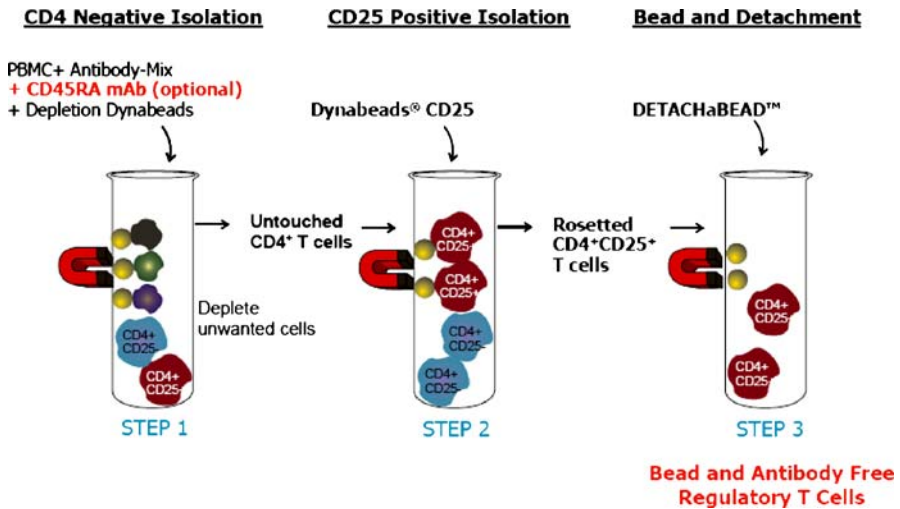 CD4 Negative Isolation
CD25 Positive Isolation
Bead and Detachment
PBMC+ Antibody-Mix
+ CD45RA mAb (optional)
+ Depletion Dynabeads
Dynabeads® CD25
DETACHaBEAD™
Untouched
CD4⁺ T cells
Rosetted
CD4⁺CD25⁺
T cells
Deplete
unwanted cells
CD4+
CD25-
CD4+
CD25-
CD4+
CD25-
CD4+
CD25+
CD4+
CD25-
CD4+
CD25-
CD4+
CD25-
CD4+
CD25-
STEP 1
STEP 2
STEP 3
Bead and Antibody Free
Regulatory T Cells